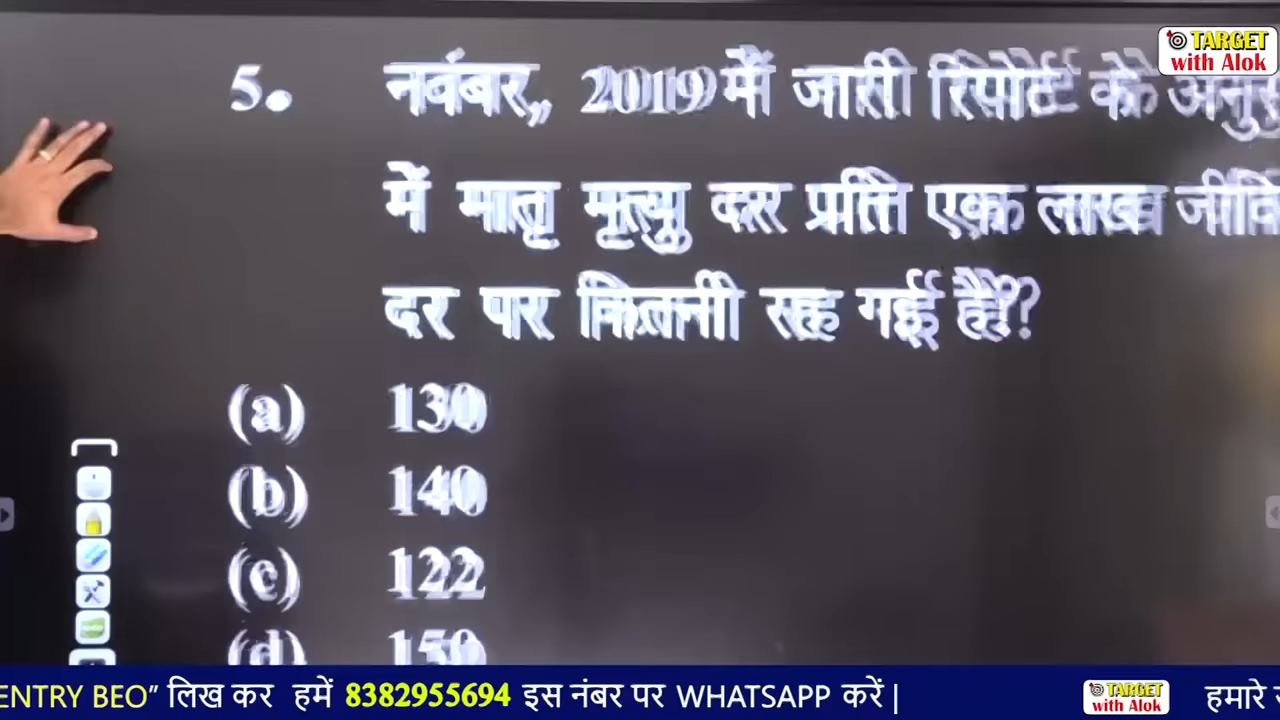 TARGET
with Alok
5. नवंबर, 2019 में जारी रिपोर्ट के
में मातृ मृत्यु दर प्रति एक लाख
दर पर कितनी रह गई है?
(a) 130
(b) 140
(c) 122
(d) 150
ENTRY BEO" लिख कर हमें 8382955694 इस नंबर पर WHATSAPP करें | TARGET with Alok हमारे